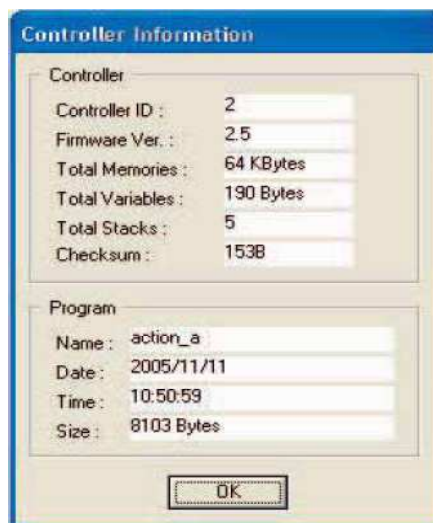 Controller Information
Controller
Controller ID : 2
Firmware Ver. : 2.5
Total Memories : 64 KBytes
Total Variables : 190 Bytes
Total Stacks : 5
Checksum : 153B
Program
Name : action_a
Date : 2005/11/11
Time : 10:50:59
Size : 8103 Bytes
OK